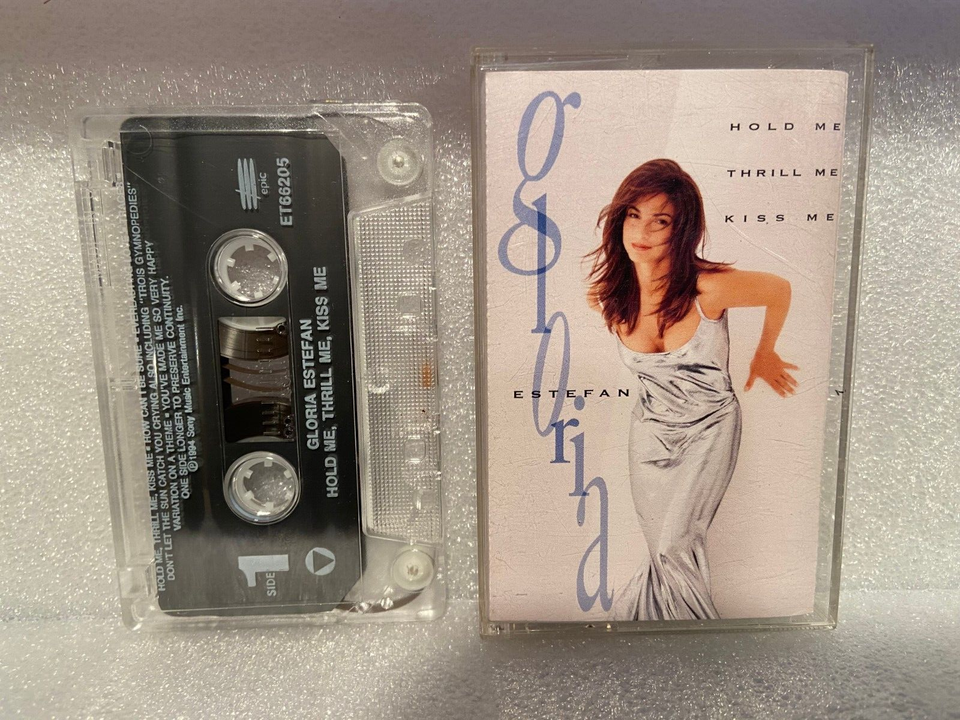 HOLD ME, THRILL ME, KISS ME • HOW CAN I BE SURE •
DON'T LET THE SUN CATCH YOU CRYING ALSO INCLUDING "TROIS GYMNOPEDIES"
VARIATION ON A THEME • YOU'VE MADE ME SO VERY HAPPY
ONE SIDE LONGER TO PRESERVE CONTINUITY.
℗1994 Sony Music Entertainment Inc.
SIDE 1
epic
ET66205
GLORIA ESTEFAN
HOLD ME, THRILL ME, KISS ME
gloria
ESTEFAN
HOLD ME
THRILL ME
KISS ME